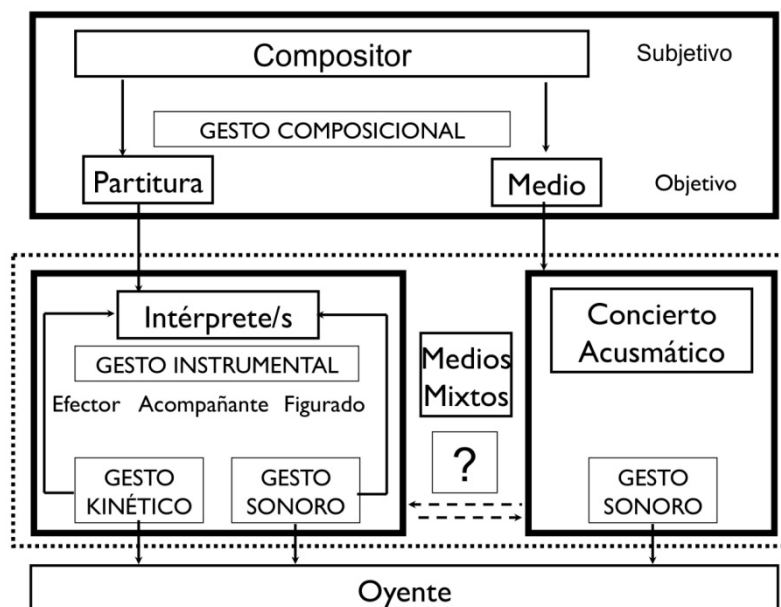 Compositor
Subjetivo
GESTO COMPOSICIONAL
Partitura
Medio
Objetivo
Intérprete/s
GESTO INSTRUMENTAL
Efector Acompañante Figurado
GESTO
KINÉTICO
GESTO
SONORO
Medios
Mixtos
?
Concierto
Acusmático
GESTO
SONORO
Oyente